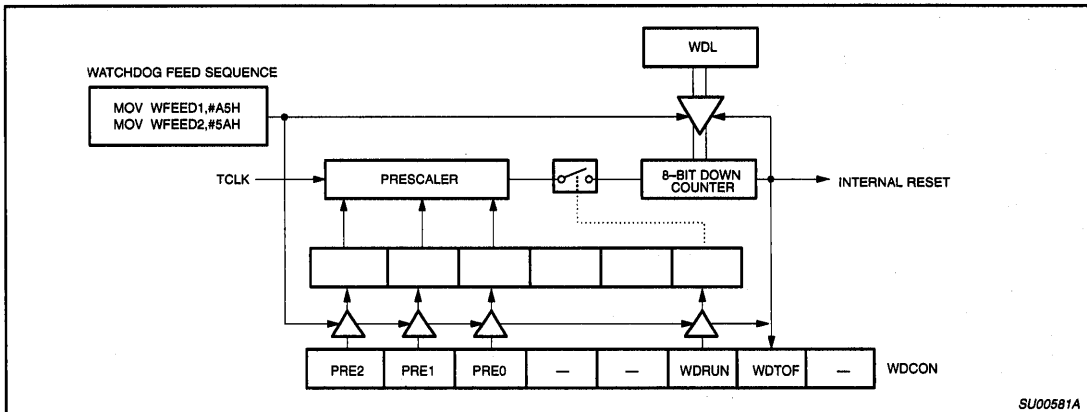 WDL
WATCHDOG FEED SEQUENCE
MOV WFEED1,#A5H
MOV WFEED2,#5AH
TCLK
PRESCALER
8–BIT DOWN
COUNTER
INTERNAL RESET
PRE2 PRE1 PRE0 — — WDRUN WDTOF — WDCON
SU00581A